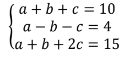 a + b + c = 10
a − b − c = 4
a + b + 2c = 15